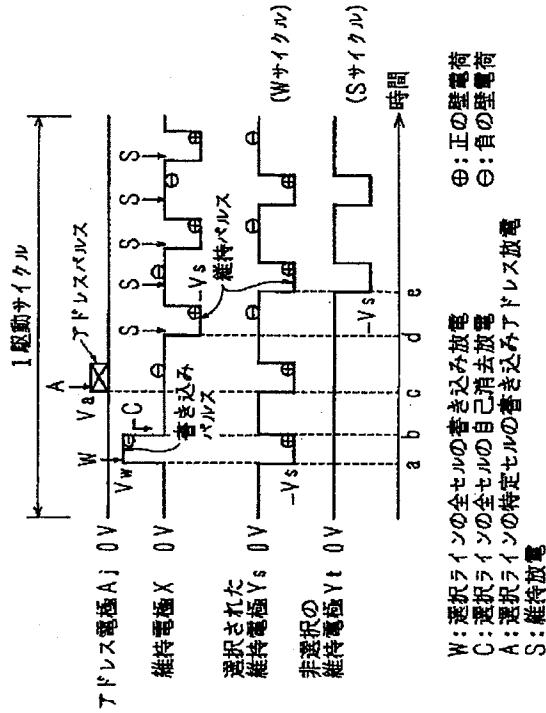 1駆動サイクル
アドレス電極Aj 0V
Va
A
アドレスパルス
維持電極X 0V
Vw
W
C
書き込み
パルス
S
S
S
S
S
⊖
⊖
⊖
⊖
⊕
⊕
⊕
-Vs
維持パルス
選択された
維持電極Ys 0V
-Vs
⊕
⊕
⊕
⊕
⊖
⊖
⊖
(Wサイクル)
非選択の
維持電極Yt 0V
-Vs
(Sサイクル)
a
b
c
d
e
時間
W:選択ラインの全セルの書き込み放電
C:選択ラインの全セルの自己消去放電
A:選択ラインの特定セルの書き込みアドレス放電
S:維持放電
⊕:正の壁電荷
⊖:負の壁電荷